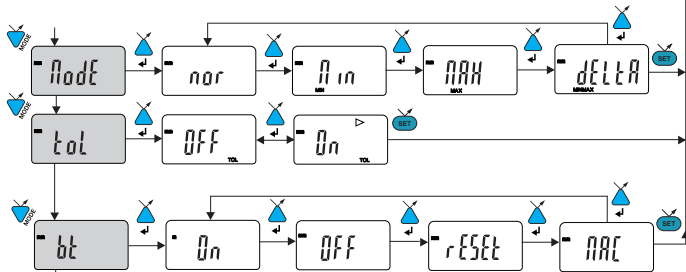 MODE
SET
ModE nor Min MAX dELtA
MIN MAX MINMAX
MODE
SET
toL OFF On
TOL TOL
MODE
SET
bt On OFF rESEt MAC